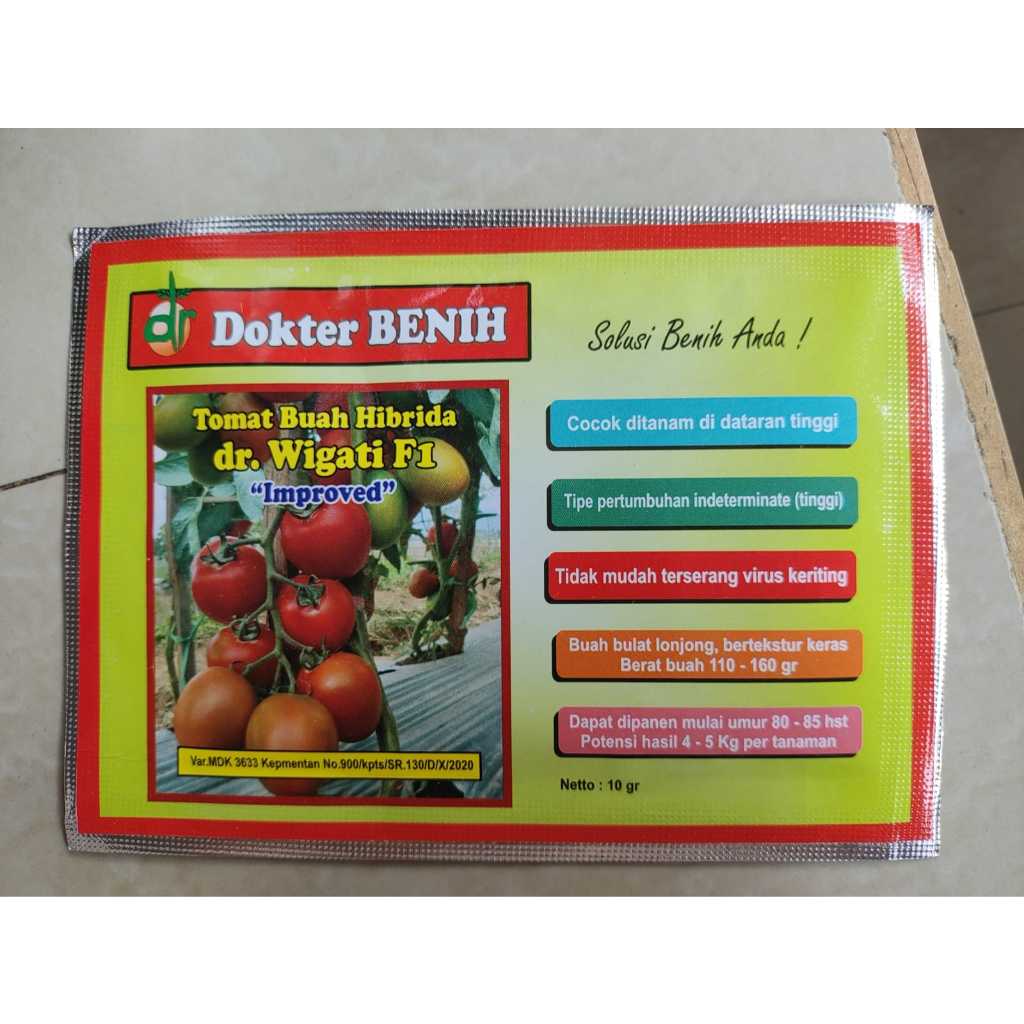 dr Dokter BENIH
Solusi Benih Anda !
Tomat Buah Hibrida
dr. Wigati F1
“Improved”
Var.MDK 3633 Kepmentan No.900/kpts/SR.130/D/X/2020
Cocok ditanam di dataran tinggi
Tipe pertumbuhan indeterminate (tinggi)
Tidak mudah terserang virus keriting
Buah bulat lonjong, bertekstur keras
Berat buah 110 - 160 gr
Dapat dipanen mulai umur 80 - 85 hst
Potensi hasil 4 - 5 Kg per tanaman
Netto : 10 gr